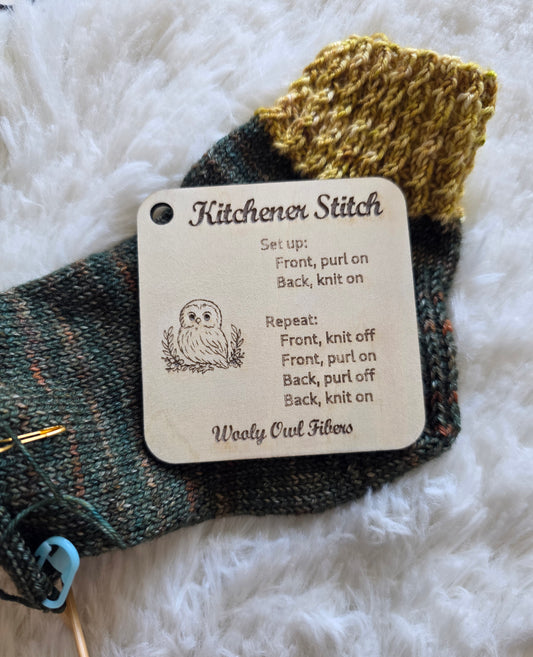 Kitchener Stitch
Set up:
Front, purl on
Back, knit on
Repeat:
Front, knit off
Front, purl on
Back, purl off
Back, knit on
Wooly Owl Fibers